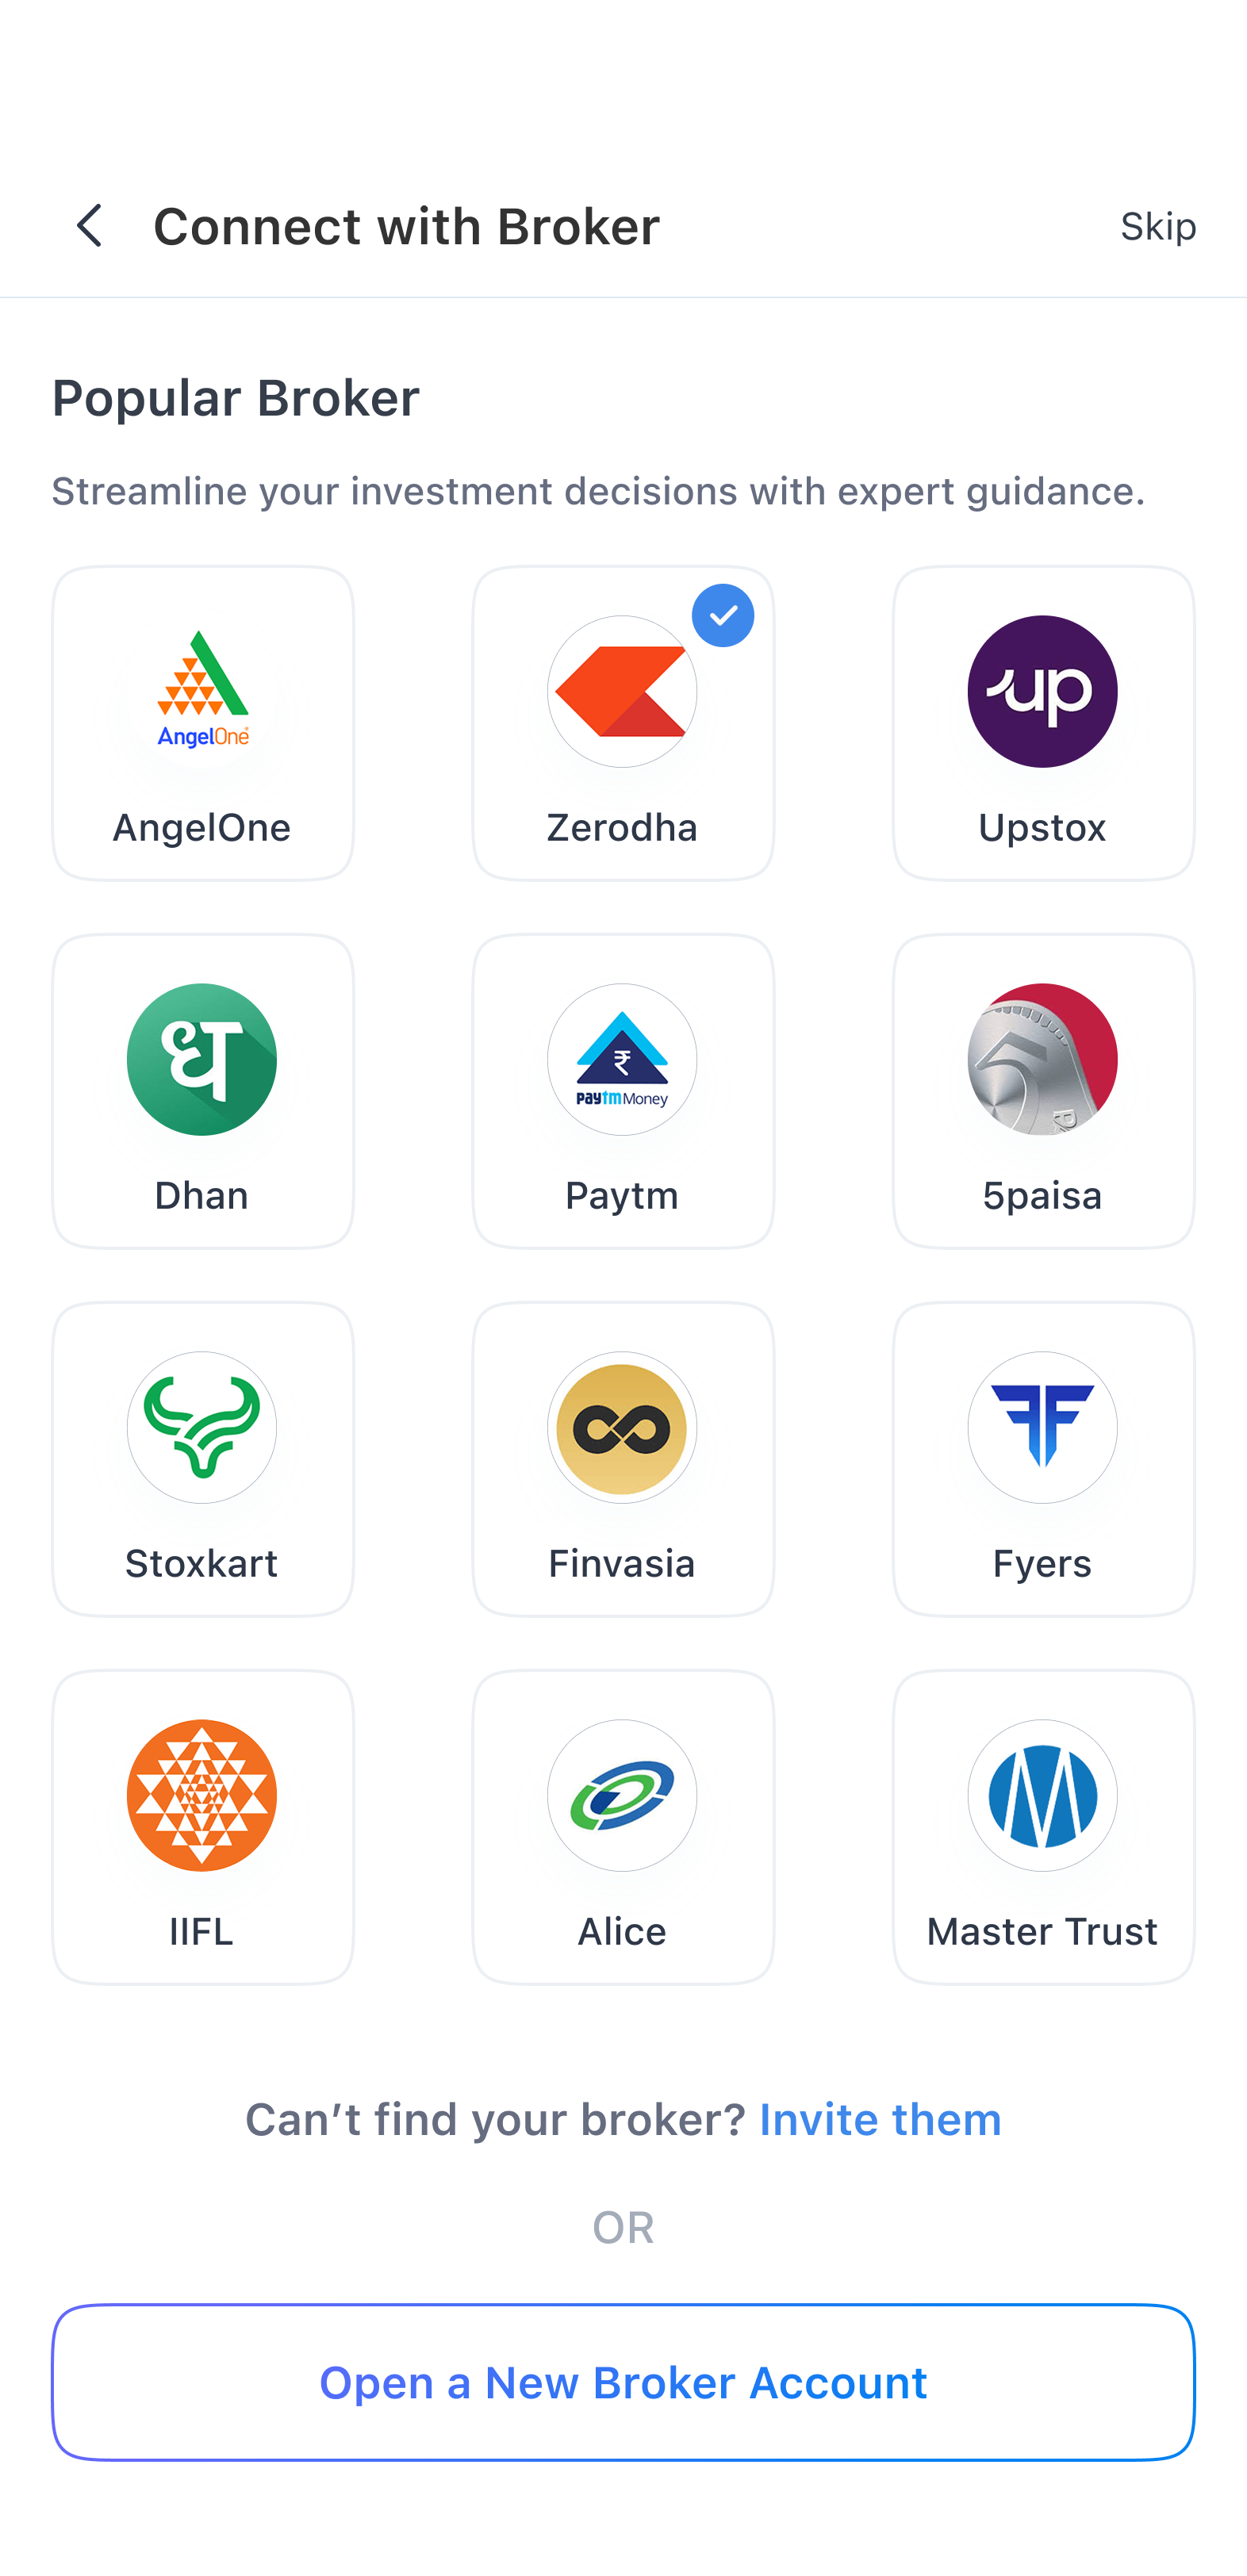 Connect with Broker
Skip
Popular Broker
Streamline your investment decisions with expert guidance.
AngelOne
AngelOne
Zerodha
up
Upstox
ध
Dhan
₹
paytm Money
Paytm
5
5paisa
Stoxkart
Finvasia
Fyers
IIFL
Alice
M
Master Trust
Can’t find your broker? Invite them
OR
Open a New Broker Account